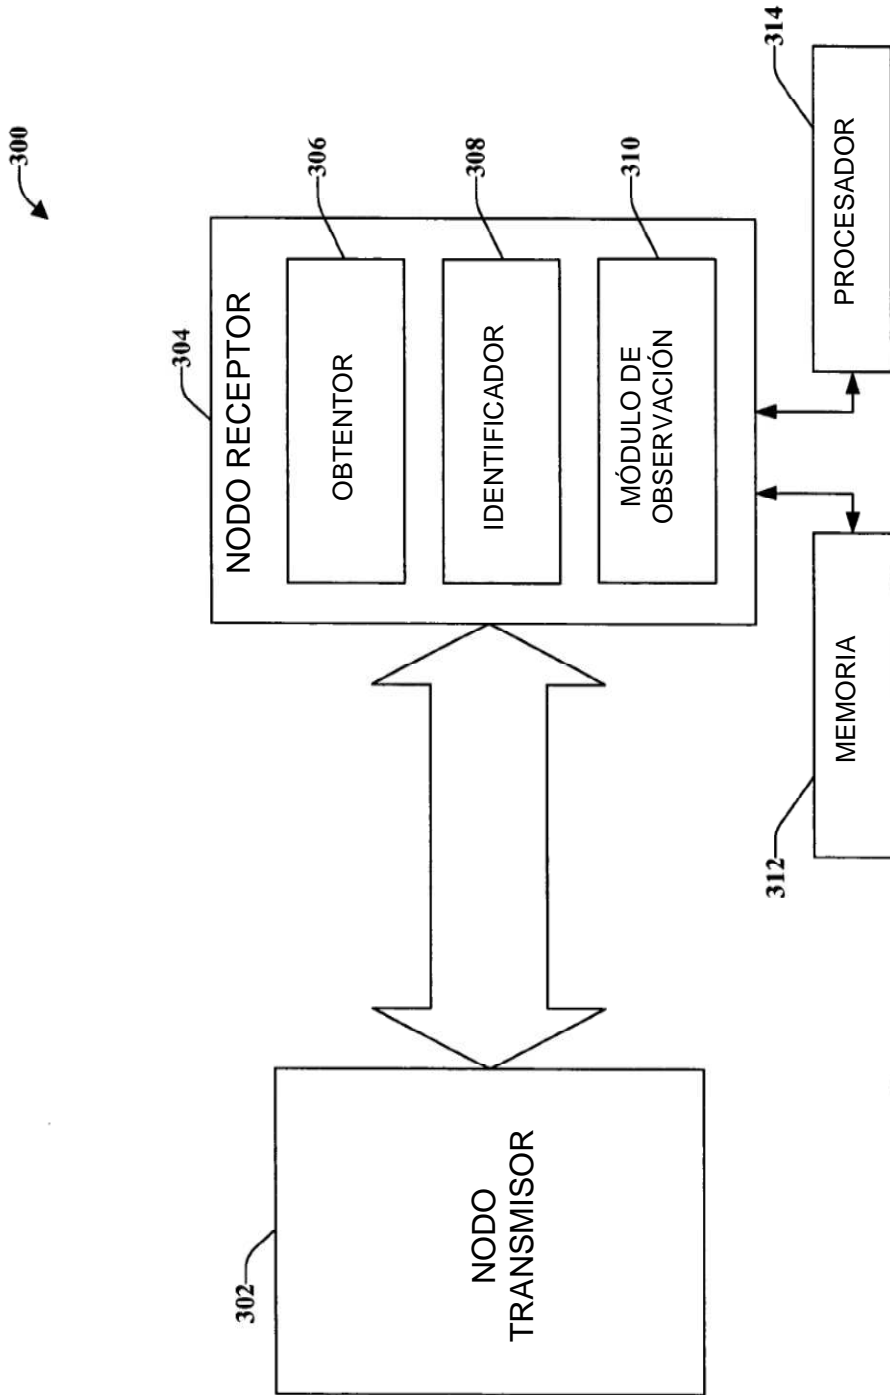 300
302
NODO
TRANSMISOR
304
NODO RECEPTOR
306
OBTENTOR
308
IDENTIFICADOR
310
MÓDULO DE
OBSERVACIÓN
312
MEMORIA
314
PROCESADOR